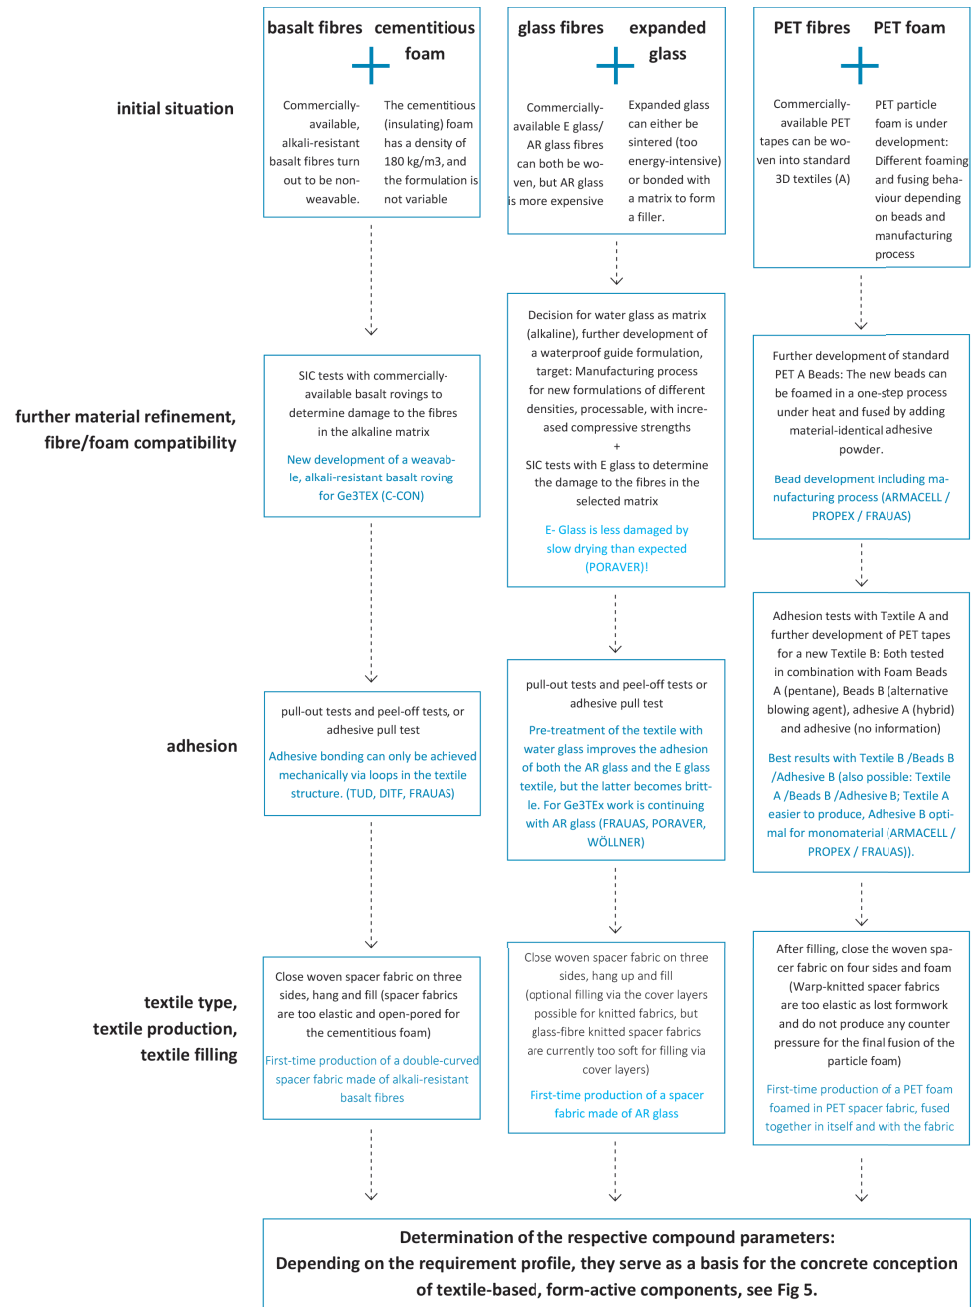 basalt fibres
cementitious
foam
initial situation
Commercially-
available,
alkali-resistant
basalt fibres turn
out to be non-
weavable.
The cementitious
(insulating) foam
has a density of
180 kg/m3, and
the formulation is
not variable
glass fibres
expanded
glass
Commercially-
available E glass/
AR glass fibres
can both be wo-
ven, but AR glass
is more expensive
Expanded glass
can either be
sintered (too
energy-intensive)
or bonded with
a matrix to form
a filler.
PET fibres
PET foam
Commercially-
available PET
tapes can be wo-
ven into standard
3D textiles (A)
PET particle
foam is under
development:
Different foaming
and fusing beha-
viour depending
on beads and
manufacturing
process
further material refinement,
fibre/foam compatibility
SIC tests with commercially-
available basalt rovings to
determine damage to the fibres
in the alkaline matrix
New development of a weavab-
le, alkali-resistant basalt roving
for Ge3TEX (C-CON)
Decision for water glass as matrix
(alkaline), further development of
a waterproof guide formulation,
target: Manufacturing process
for new formulations of different
densities, processable, with incre-
ased compressive strengths
+
SIC tests with E glass to determine
the damage to the fibres in the
selected matrix
E- Glass is less damaged by
slow drying than expected
(PORAVER)!
Further development of standard
PET A Beads: The new beads can
be foamed in a one-step process
under heat and fused by adding
material-identical adhesive
powder.
Bead development including ma-
nufacturing process (ARMACELL /
PROPEX / FRAUAS)
adhesion
pull-out tests and peel-off tests, or
adhesive pull test
Adhesive bonding can only be achieved
mechanically via loops in the textile
structure. (TUD, DITF, FRAUAS)
pull-out tests and peel-off tests or
adhesive pull test
Pre-treatment of the textile with
water glass improves the adhesion
of both the AR glass and the E glass
textile, but the latter becomes britt-
le. For Ge3TEx work is continuing
with AR glass (FRAUAS, PORAVER,
WÖLLNER)
Adhesion tests with Textile A and
further development of PET tapes
for a new Textile B: Both tested
in combination with Foam Beads
A (pentane), Beads B (alternative
blowing agent), adhesive A (hybrid)
and adhesive (no information)
Best results with Textile B /Beads B
/Adhesive B (also possible: Textile
A /Beads B /Adhesive B; Textile A
easier to produce, Adhesive B opti-
mal for monomaterial (ARMACELL /
PROPEX / FRAUAS)).
textile type,
textile production,
textile filling
Close woven spacer fabric on three
sides, hang and fill (spacer fabrics
are too elastic and open-pored for
the cementitious foam)
First-time production of a double-curved
spacer fabric made of alkali-resistant
basalt fibres
Close woven spacer fabric on three
sides, hang up and fill
(optional filling via the cover layers
possible for knitted fabrics, but
glass-fibre knitted spacer fabrics
are currently too soft for filling via
cover layers)
First-time production of a spacer
fabric made of AR glass
After filling, close the woven spa-
cer fabric on four sides and foam
(Warp-knitted spacer fabrics
are too elastic as lost formwork
and do not produce any counter
pressure for the final fusion of the
particle foam)
First-time production of a PET foam
foamed in PET spacer fabric, fused
together in itself and with the fabric
Determination of the respective compound parameters:
Depending on the requirement profile, they serve as a basis for the concrete conception
of textile-based, form-active components, see Fig 5.